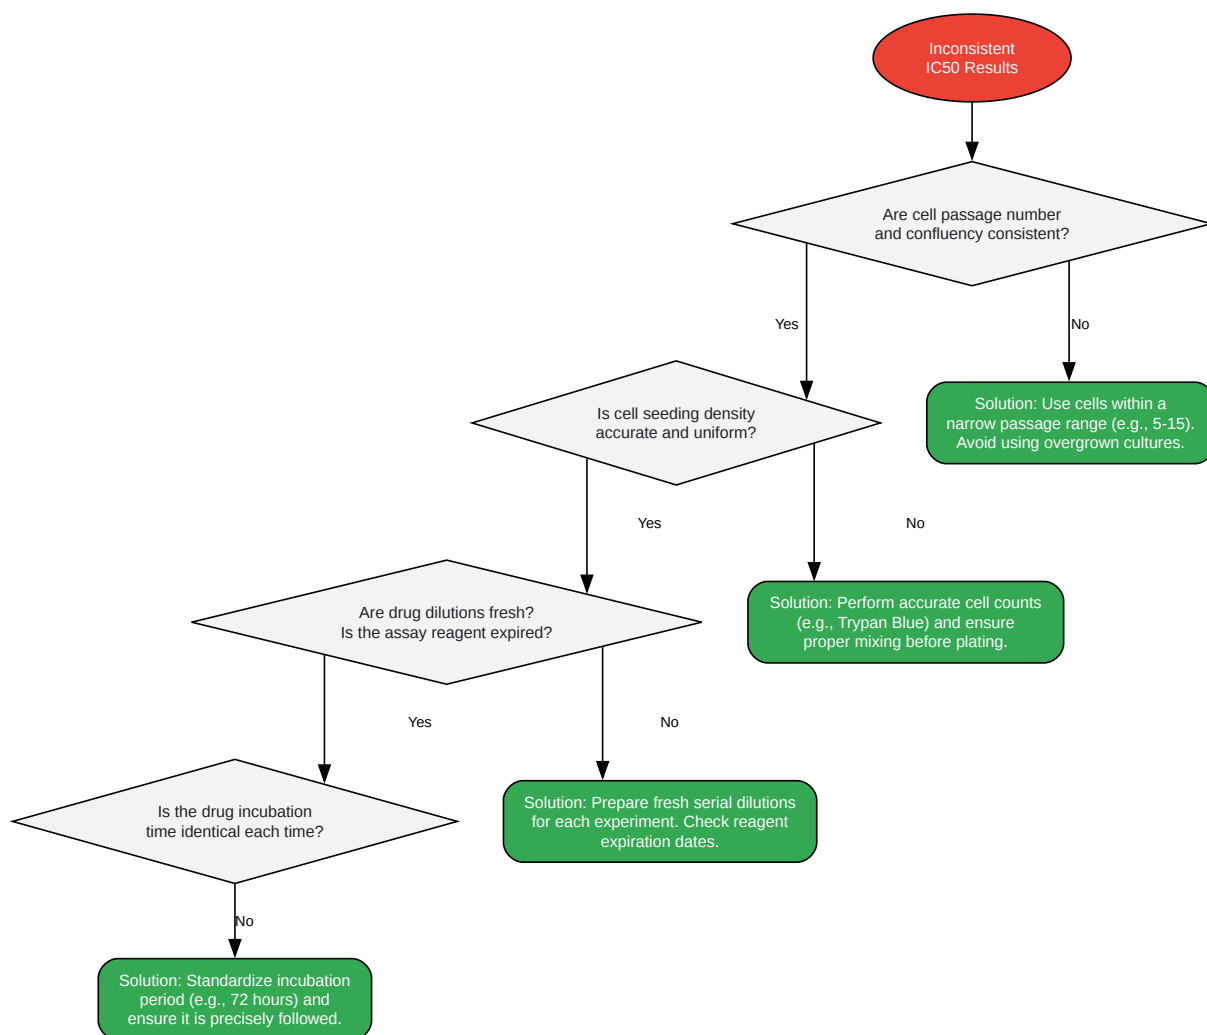 Inconsistent
IC50 Results
Are cell passage number
and confluency consistent?
Yes
No
Is cell seeding density
accurate and uniform?
Solution: Use cells within a
narrow passage range (e.g., 5-15).
Avoid using overgrown cultures.
Yes
No
Are drug dilutions fresh?
Is the assay reagent expired?
Solution: Perform accurate cell counts
(e.g., Trypan Blue) and ensure
proper mixing before plating.
Yes
No
Is the drug incubation
time identical each time?
Solution: Prepare fresh serial dilutions
for each experiment. Check reagent
expiration dates.
No
Solution: Standardize incubation
period (e.g., 72 hours) and
ensure it is precisely followed.